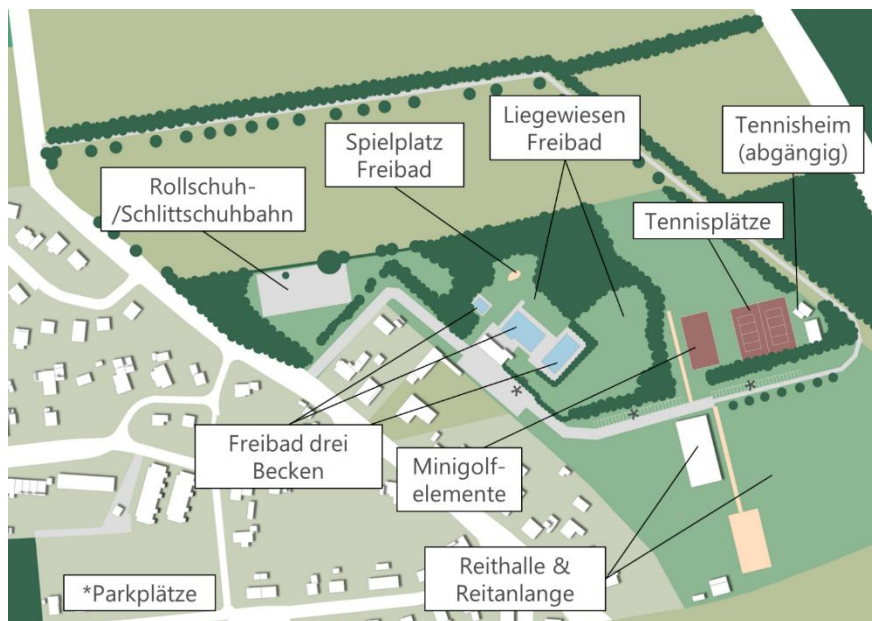 Liegewiesen
Freibad
Tennisheim
(abgängig)
Spielplatz
Freibad
Rollschuh-
/Schlittschuhbahn
Tennisplätze
Freibad drei
Becken
Minigolf-
elemente
Reithalle &
Reitanlange
*Parkplätze
*
*
*